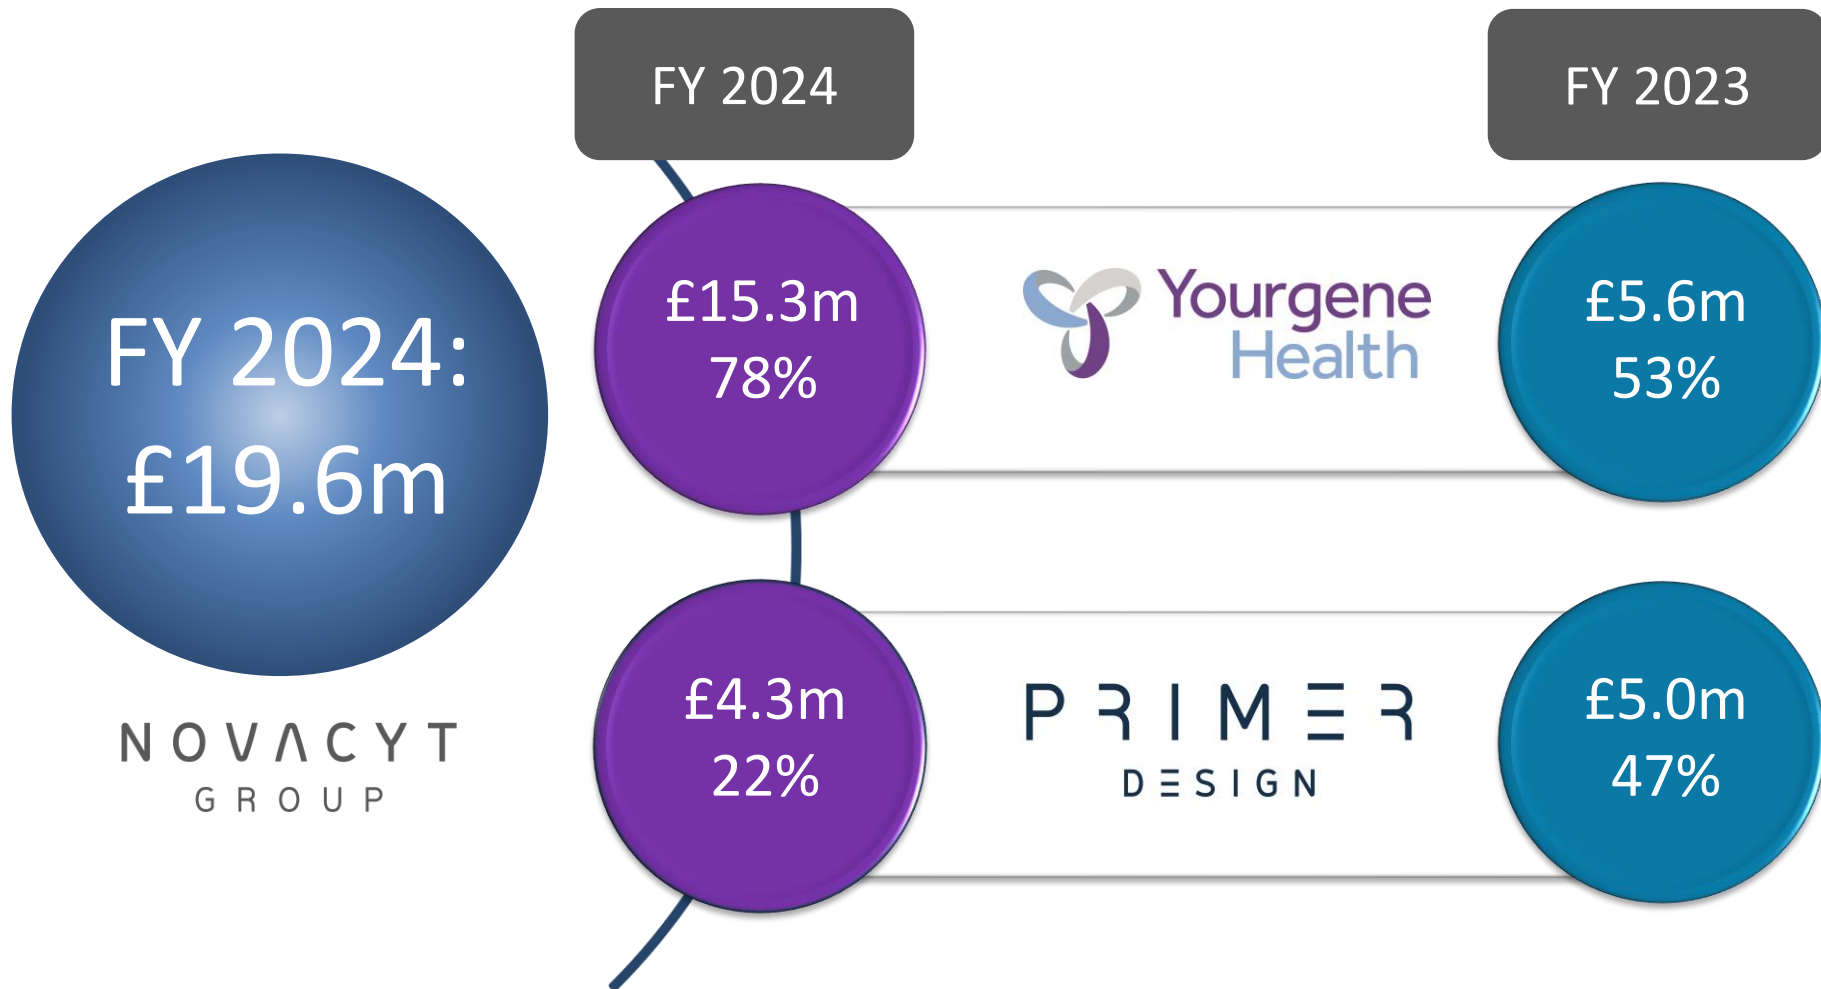 FY 2024
FY 2023
FY 2024:
£19.6m
NOVACYT
GROUP
£15.3m
78%
Yourgene
Health
£5.6m
53%
£4.3m
22%
PRIMER
DESIGN
£5.0m
47%